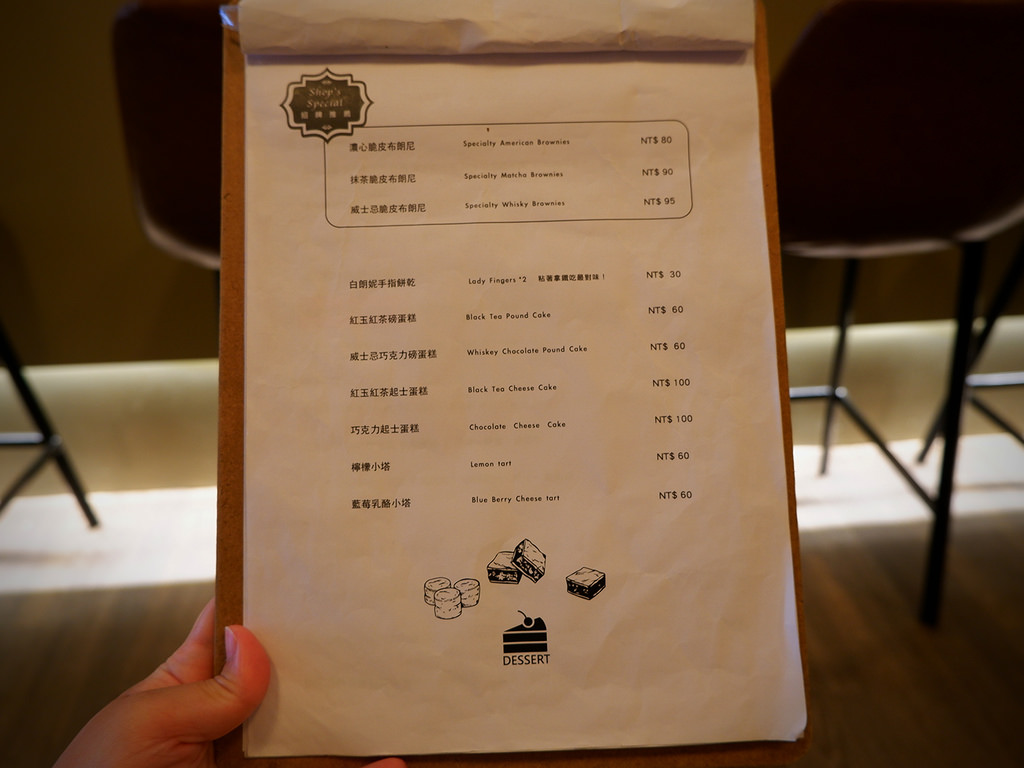 Shop's
Special
招牌推薦
濃心脆皮布朗尼 Specialty American Brownies NT$ 80
抹茶脆皮布朗尼 Specialty Matcha Brownies NT$ 90
威士忌脆皮布朗尼 Specialty Whisky Brownies NT$ 95
白朗妮手指餅乾 Lady Fingers *2 粘著拿鐵吃最對味！ NT$ 30
紅玉紅茶磅蛋糕 Black Tea Pound Cake NT$ 60
威士忌巧克力磅蛋糕 Whiskey Chocolate Pound Cake NT$ 60
紅玉紅茶起士蛋糕 Black Tea Cheese Cake NT$ 100
巧克力起士蛋糕 Chocolate Cheese Cake NT$ 100
檸檬小塔 Lemon tart NT$ 60
藍莓乳酪小塔 Blue Berry Cheese tart NT$ 60
DESSERT